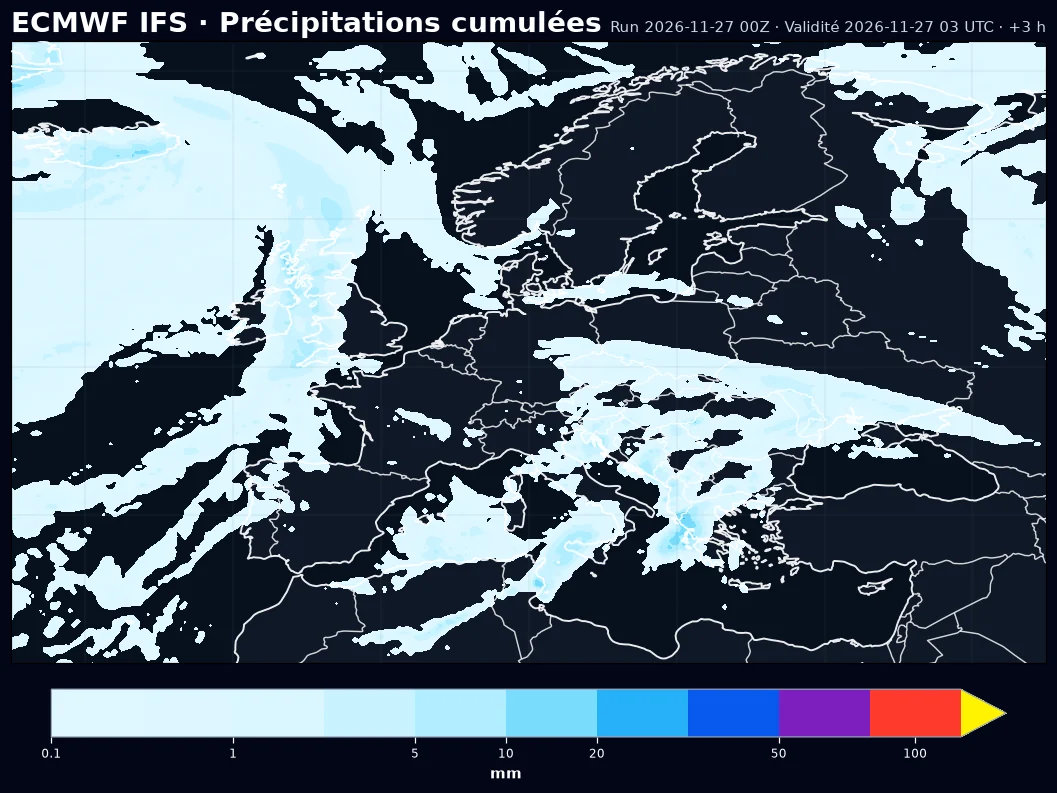 ECMWF IFS · Précipitations cumulées Run 2026-11-27 00Z · Validité 2026-11-27 03 UTC · +3 h
0.1 1 5 10 20 50 100
mm